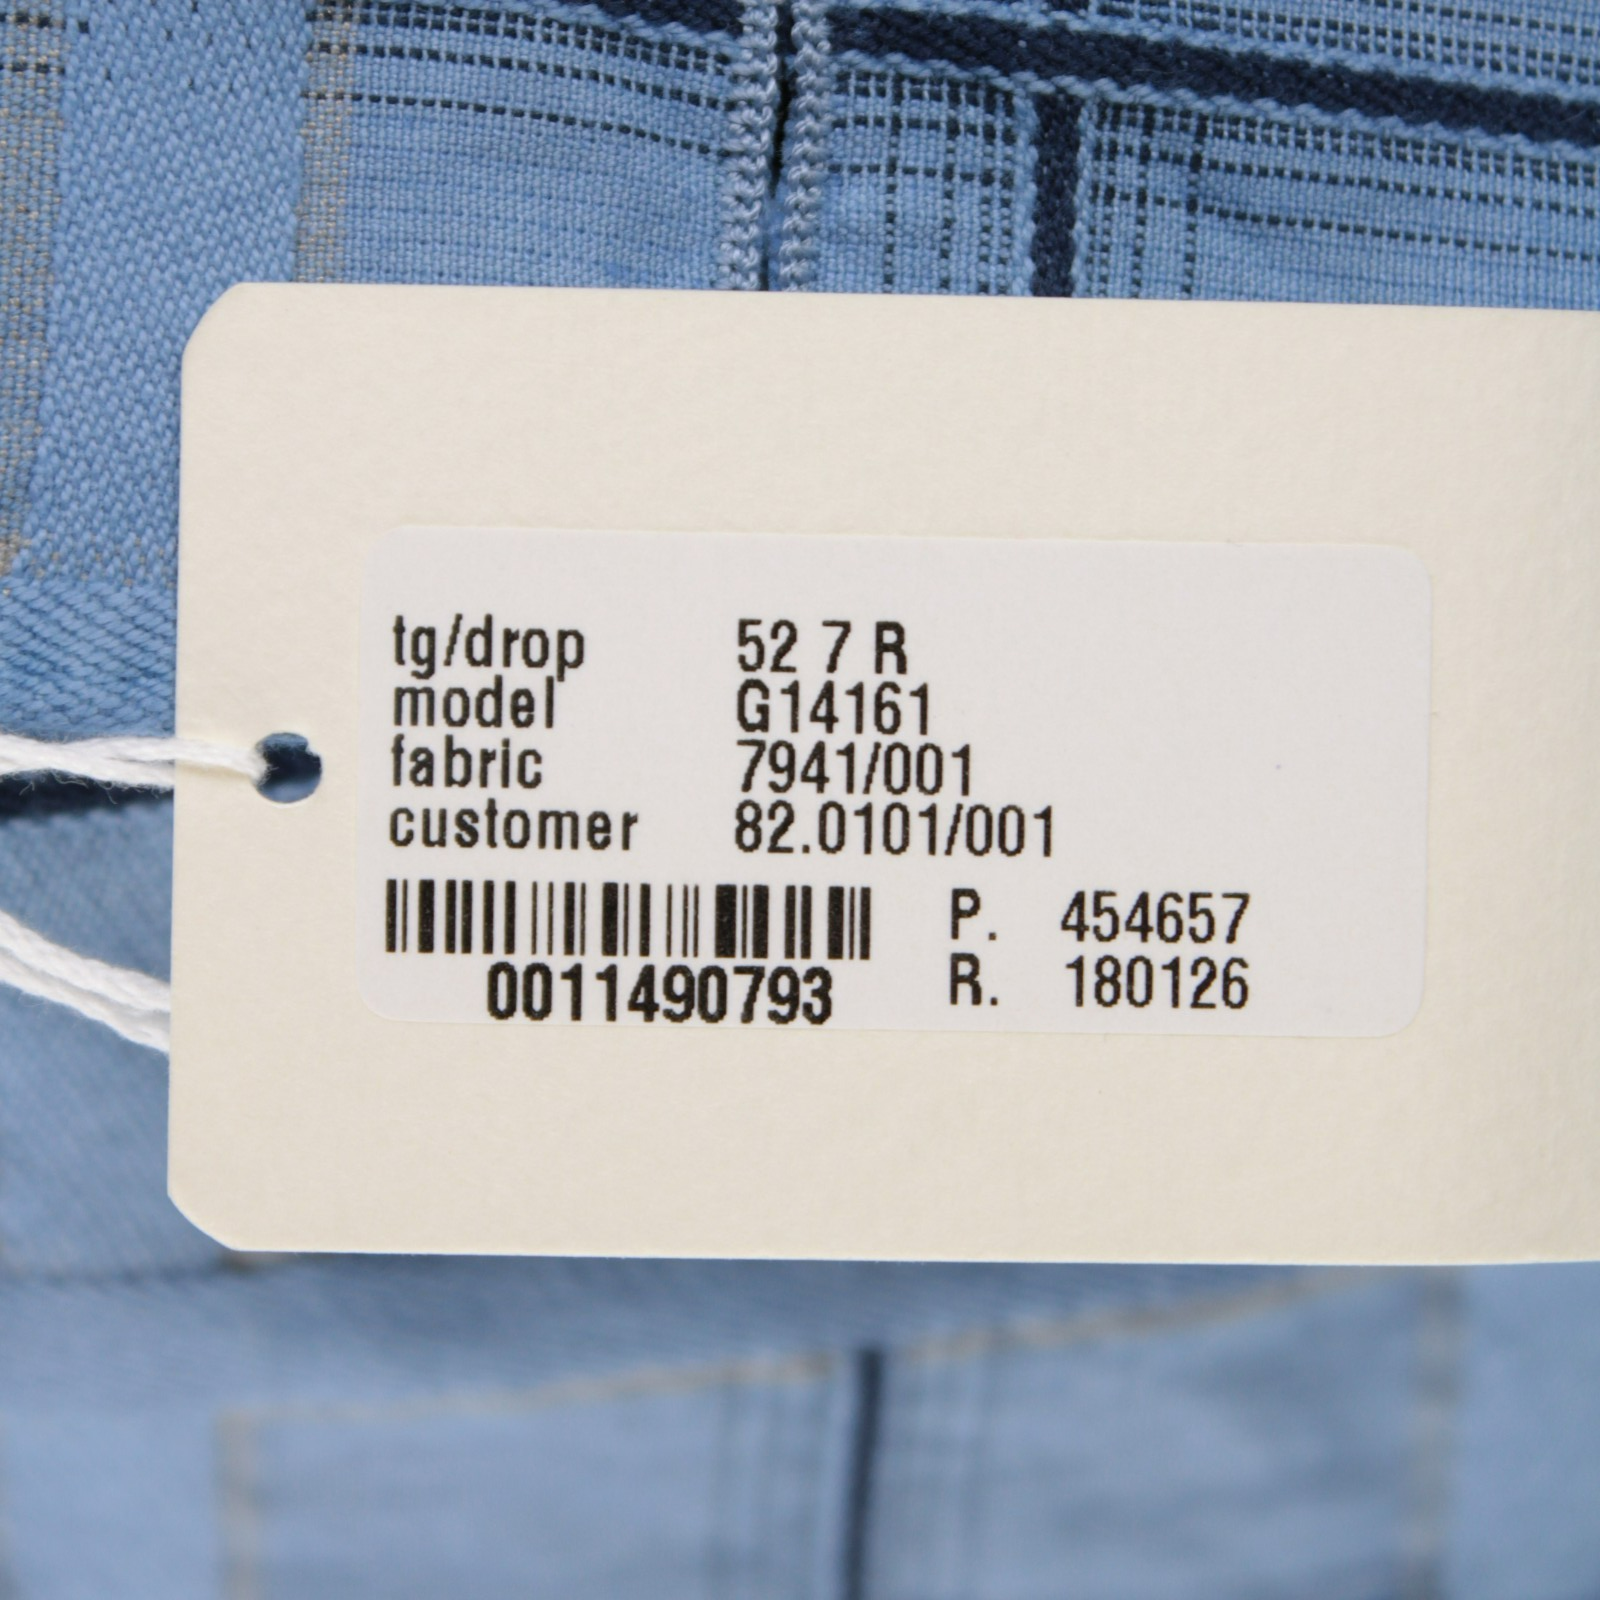 tg/drop 52 7 R
model G14161
fabric 7941/001
customer 82.0101/001
P. 454657
0011490793 R. 180126